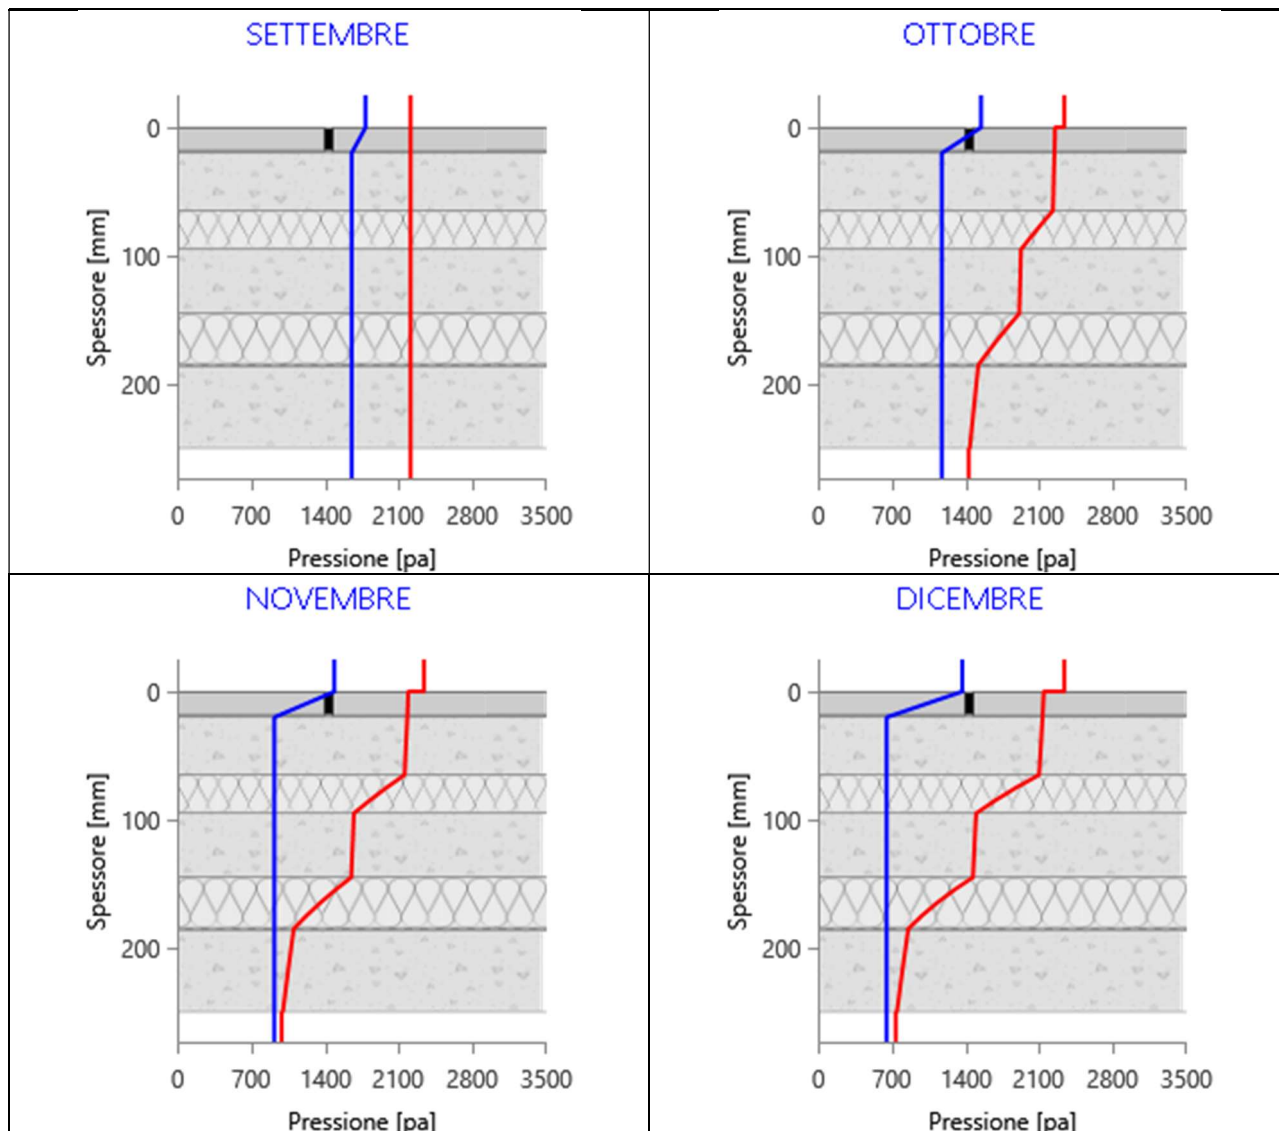 SETTEMBRE
0
100
200
Spessore [mm]
0 700 1400 2100 2800 3500
Pressione [pa]
OTTOBRE
0
100
200
Spessore [mm]
0 700 1400 2100 2800 3500
Pressione [pa]
NOVEMBRE
0
100
200
Spessore [mm]
0 700 1400 2100 2800 3500
Pressione [pa]
DICEMBRE
0
100
200
Spessore [mm]
0 700 1400 2100 2800 3500
Pressione [pa]